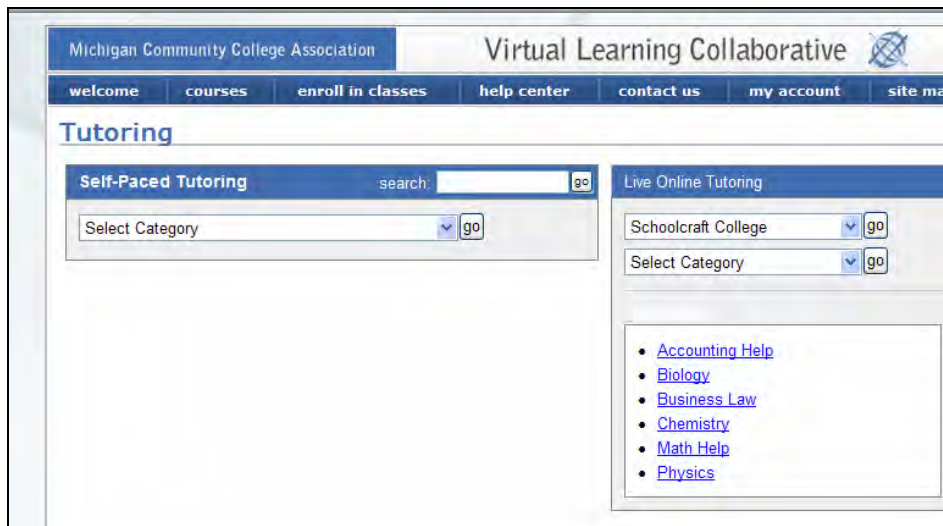 Michigan Community College Association
Virtual Learning Collaborative
welcome courses enroll in classes help center contact us my account site ma
Tutoring
Self-Paced Tutoring search: go
Select Category go
Live Online Tutoring
Schoolcraft College go
Select Category go
Accounting Help
Biology
Business Law
Chemistry
Math Help
Physics